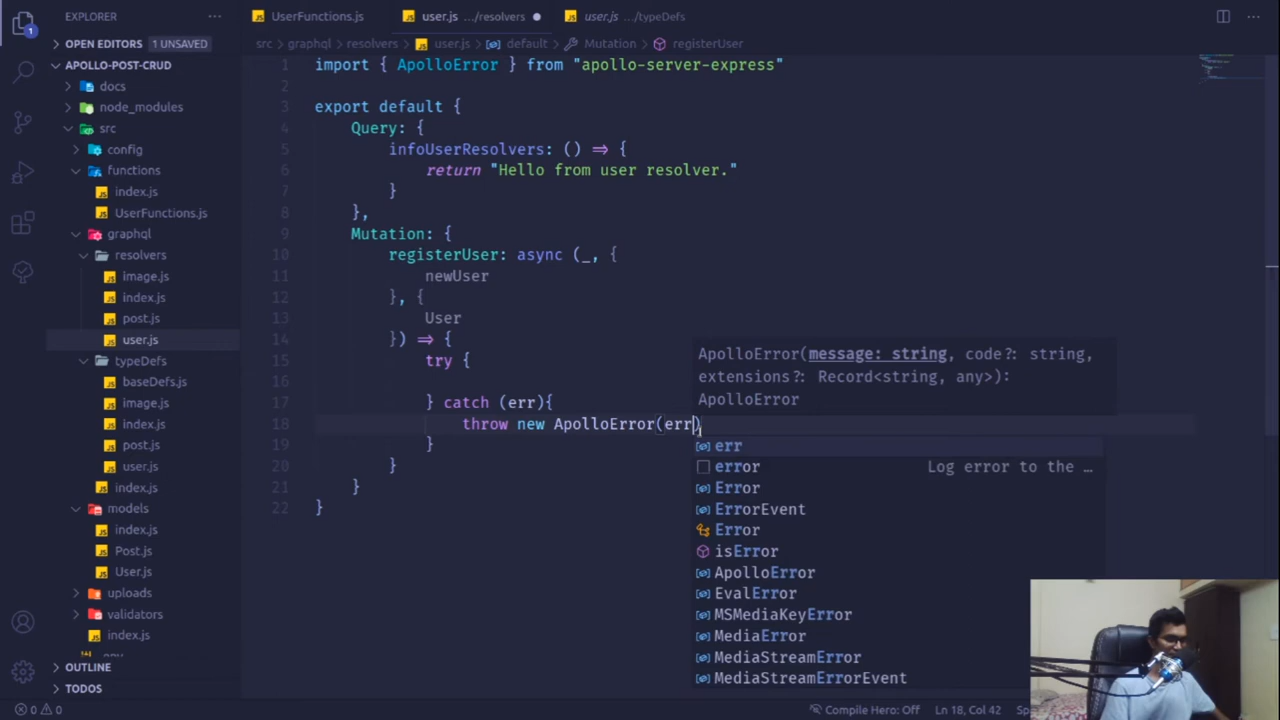 EXPLORER
UserFunctions.js
user.js .../resolvers
user.js .../typeDefs
OPEN EDITORS 1 UNSAVED
src > graphql > resolvers > user.js > default > Mutation > registerUser
APOLLO-POST-CRUD
docs
node_modules
src
config
functions
index.js
UserFunctions.js
graphql
resolvers
image.js
index.js
post.js
user.js
typeDefs
baseDefs.js
image.js
index.js
post.js
user.js
index.js
models
index.js
Post.js
User.js
uploads
validators
index.js
OUTLINE
TODOS
1 import { ApolloError } from "apollo-server-express"
2
3 export default {
4 Query: {
5 infoUserResolvers: () => {
6 return "Hello from user resolver."
7 }
8 },
9 Mutation: {
10 registerUser: async (_, {
11 newUser
12 }, {
13 User
14 }) => {
15 try {
16
17 } catch (err){
18 throw new ApolloError(err)
19 }
20 }
21 }
22 }
ApolloError(message: string, code?: string,
extensions?: Record<string, any>):
ApolloError
err
error Log error to the …
Error
ErrorEvent
Error
isError
ApolloError
EvalError
MSMediaKeyError
MediaError
MediaStreamError
MediaStreamErrorEvent
0 0
Compile Hero: Off Ln 18, Col 42